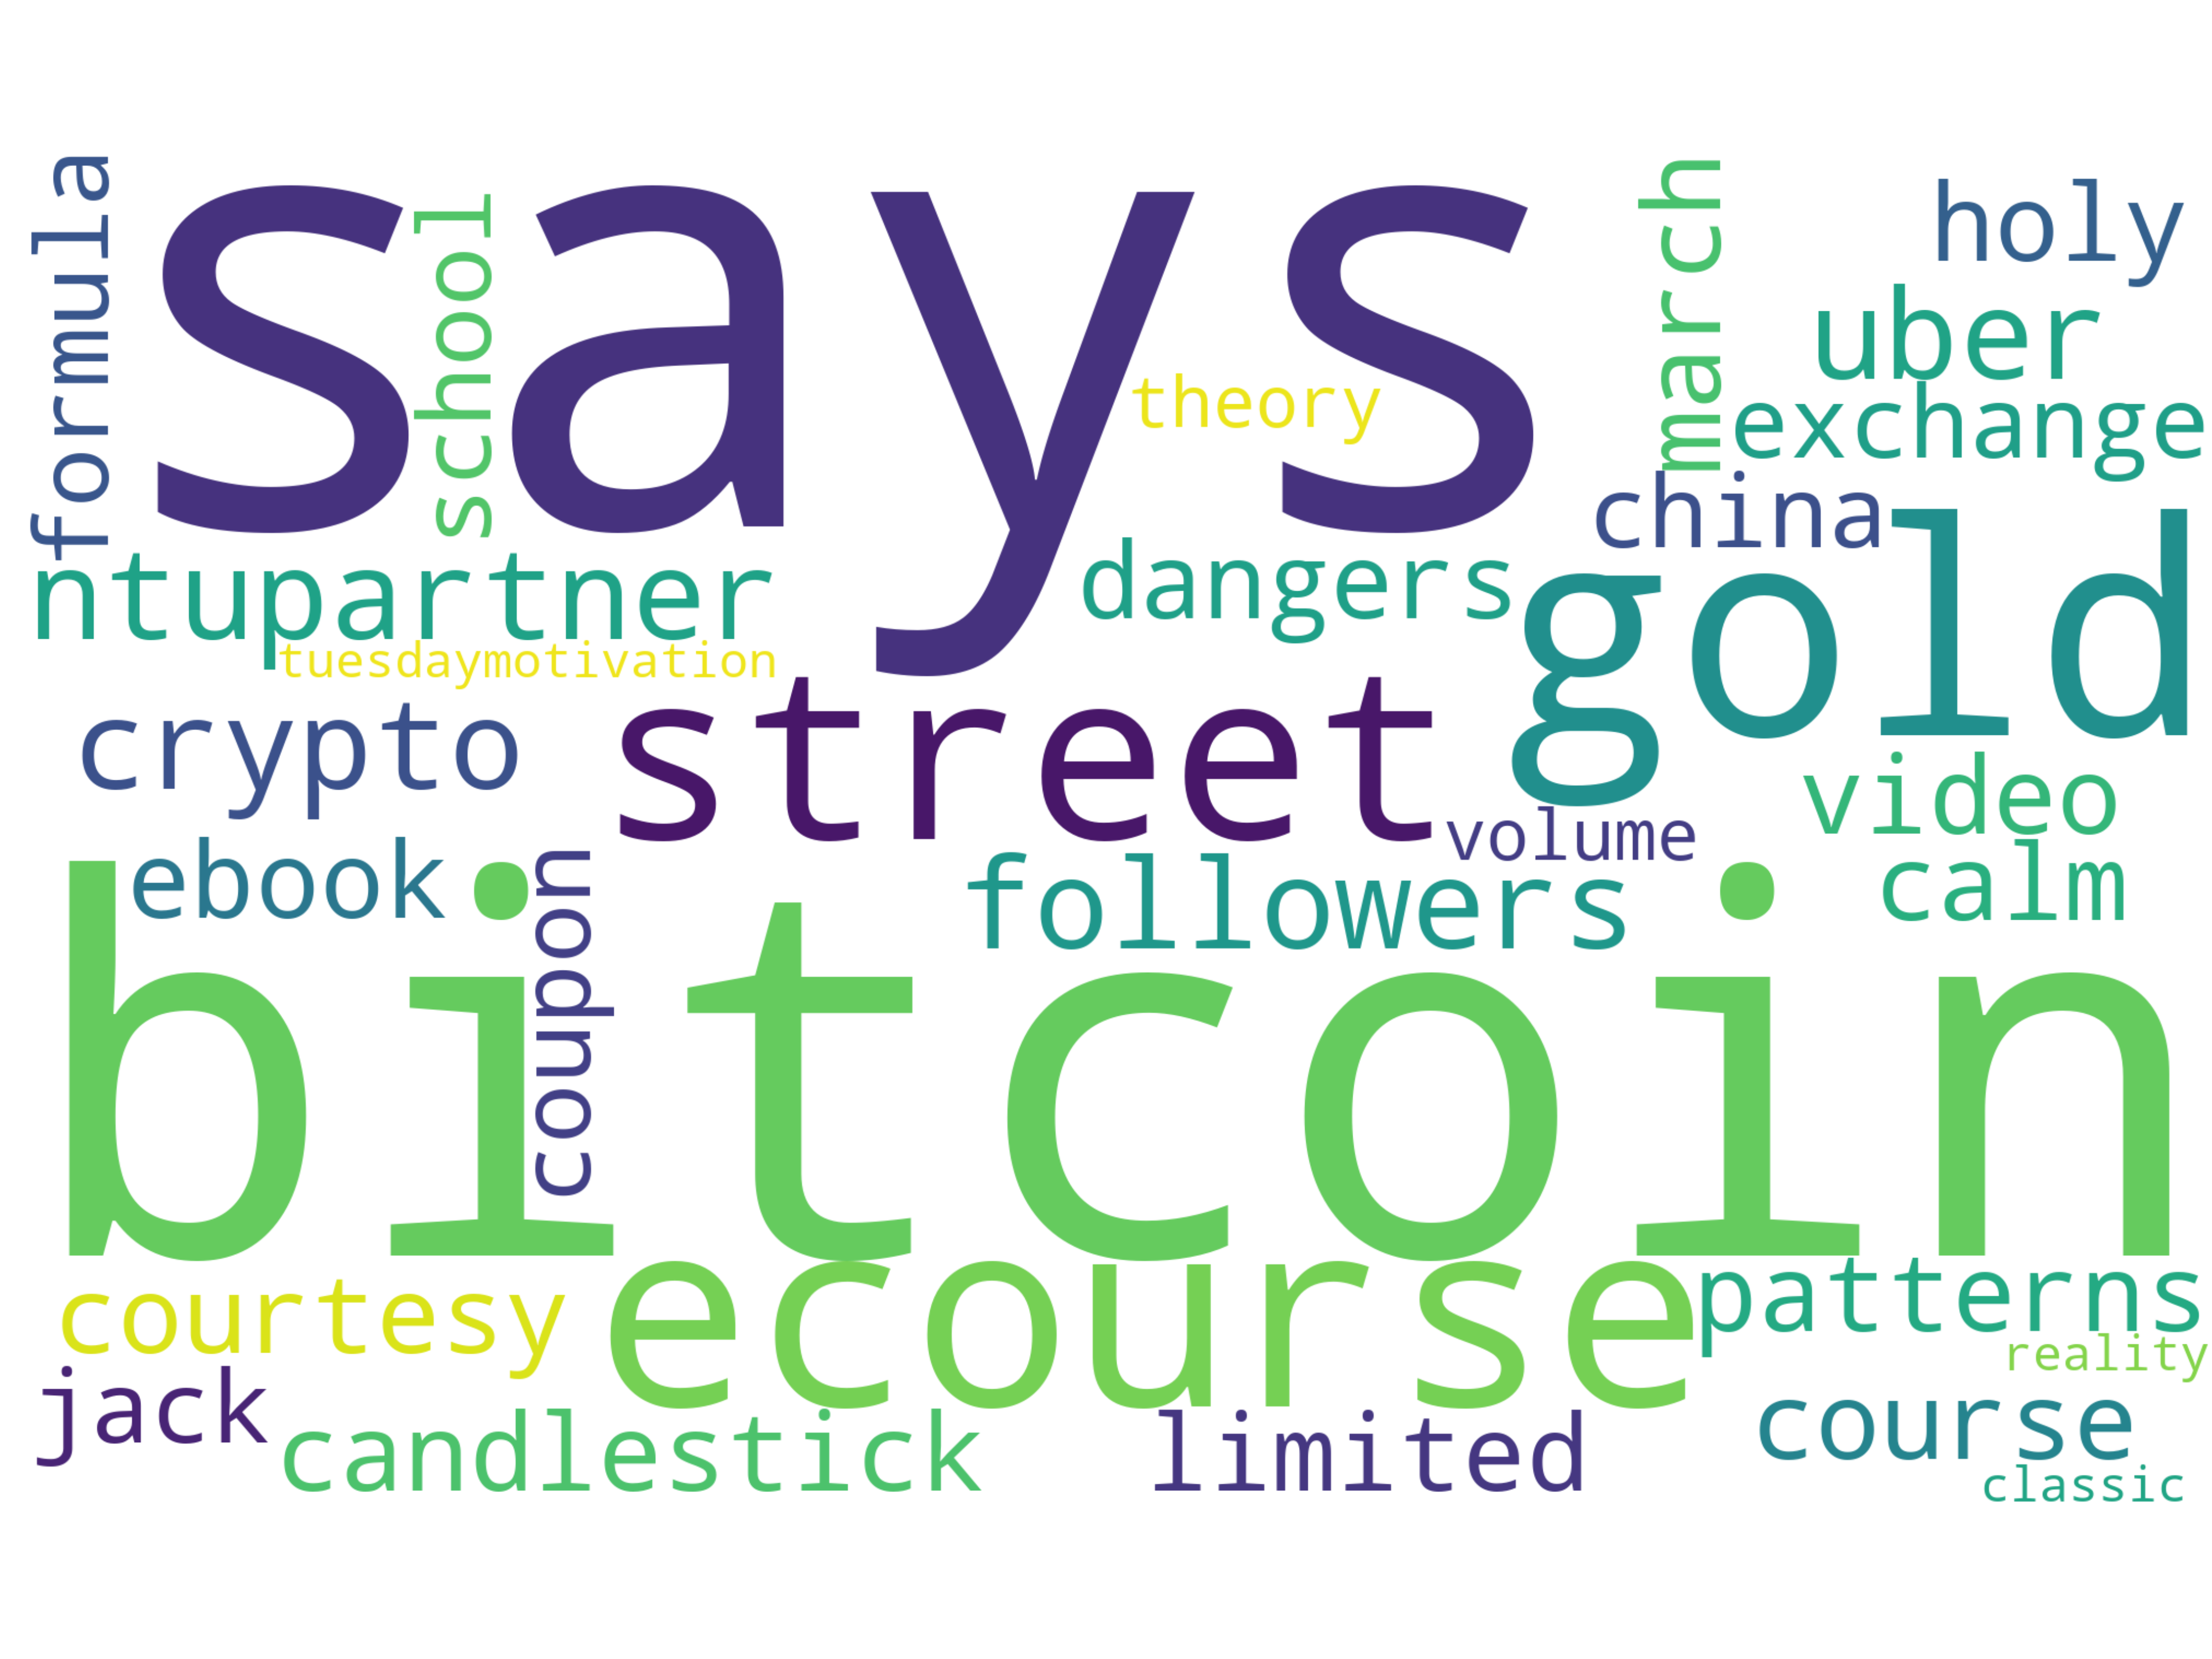 formula
says
school
march
holy
uber
theory
exchange
china
gold
ntupartner
dangers
tuesdaymotivation
crypto
street
video
volume
ebook
coupon
followers
calm
bitcoin
courtesy
ecourse
patterns
reality
jack
candlestick
limited
course
classic